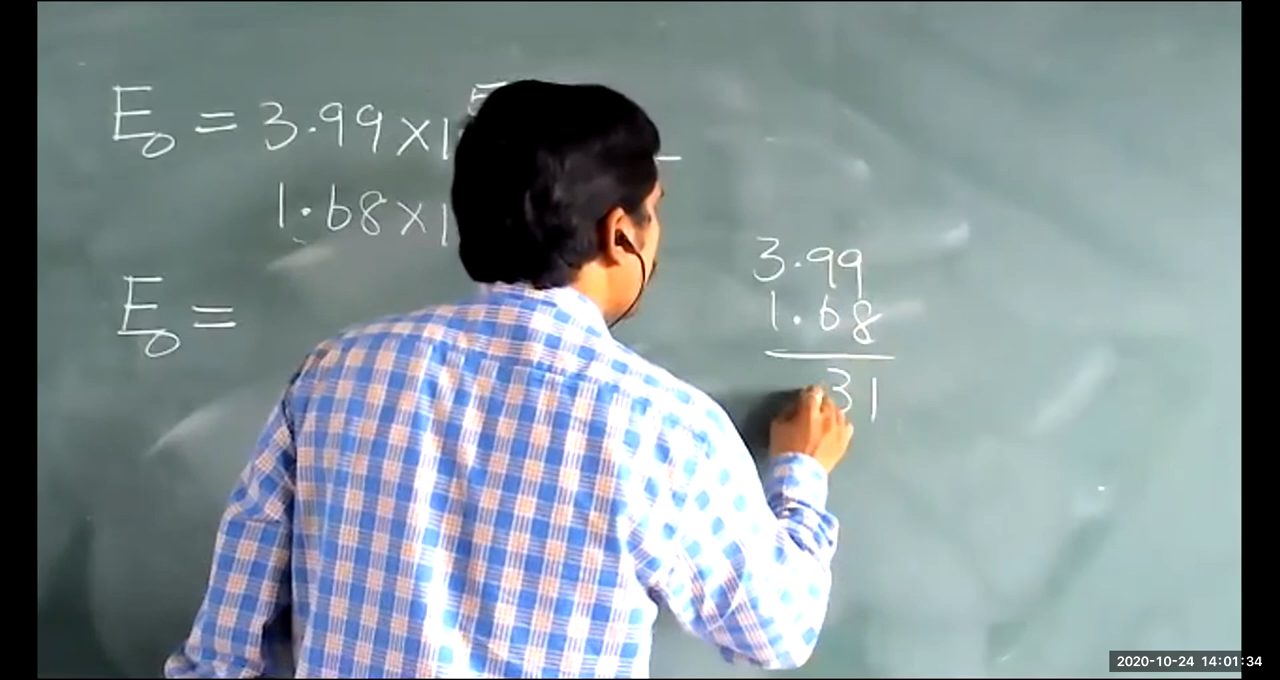 E₀ = 3.99×1
1.68×1
E₀ =
3.99
1.68
31
2020-10-24 14:01:34